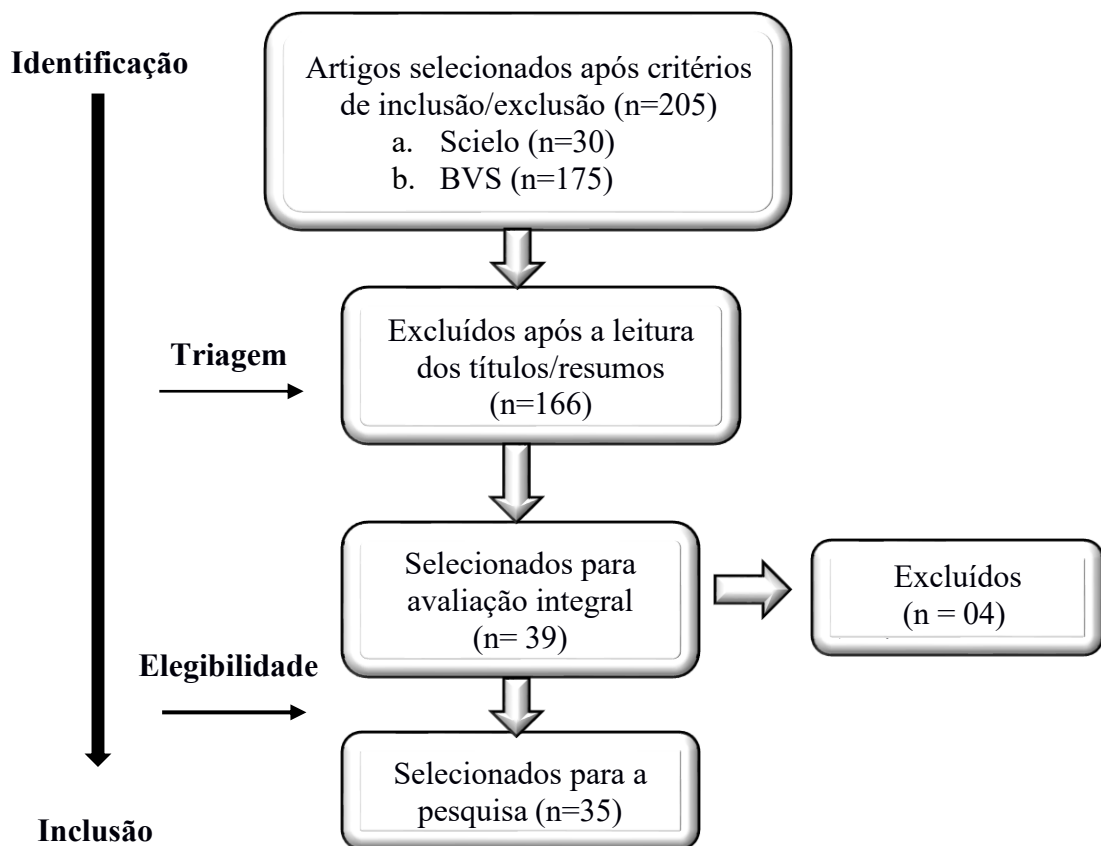 Identificação
Artigos selecionados após critérios
de inclusão/exclusão (n=205)
a. Scielo (n=30)
b. BVS (n=175)
Triagem
Excluídos após a leitura
dos títulos/resumos
(n=166)
Selecionados para
avaliação integral
(n= 39)
Excluídos
(n = 04)
Elegibilidade
Selecionados para a
pesquisa (n=35)
Inclusão